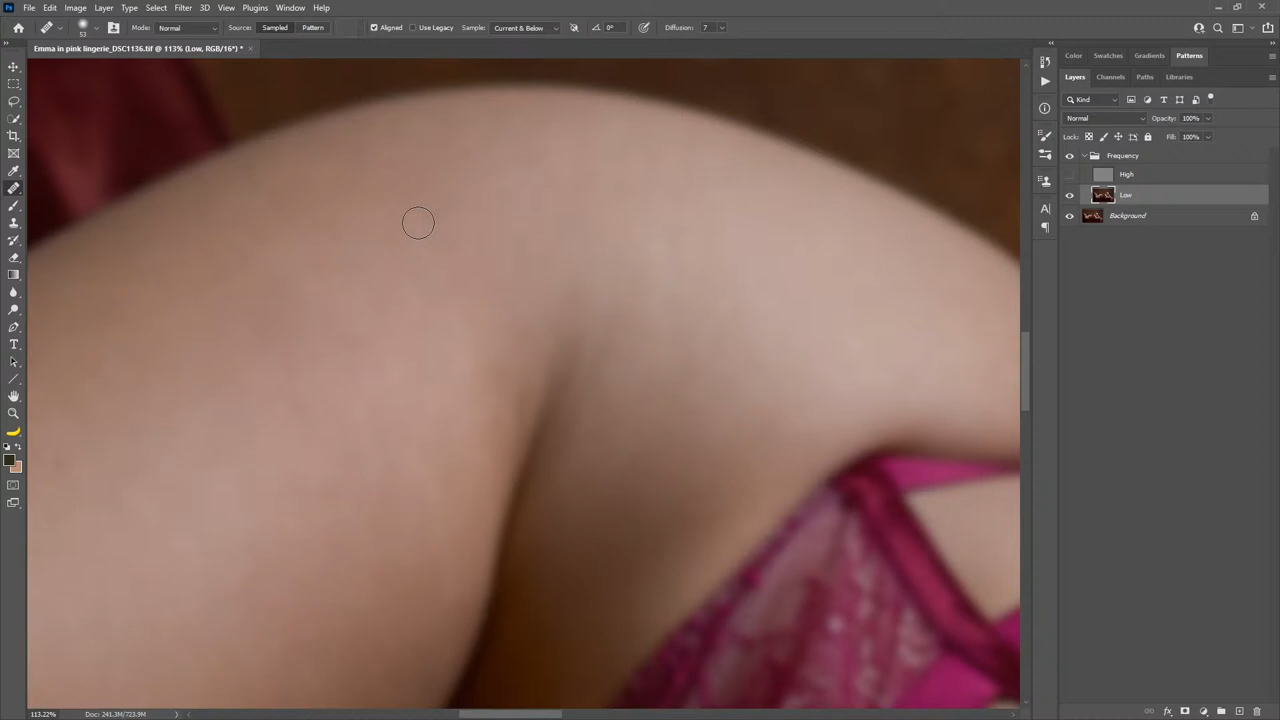 File Edit Image Layer Type Select Filter 3D View Plugins Window Help
53 Mode: Normal Source: Sampled Pattern Aligned Use Legacy Sample: Current & Below 0° Diffusion: 7
Emma in pink lingerie_DSC1136.tif @ 113% (Low, RGB/16*) *
Color Swatches Gradients Patterns
Layers Channels Paths Libraries
Kind
Normal Opacity: 100%
Lock: Fill: 100%
Frequency
High
Low
Background
113.22% Doc: 241.3M/723.9M